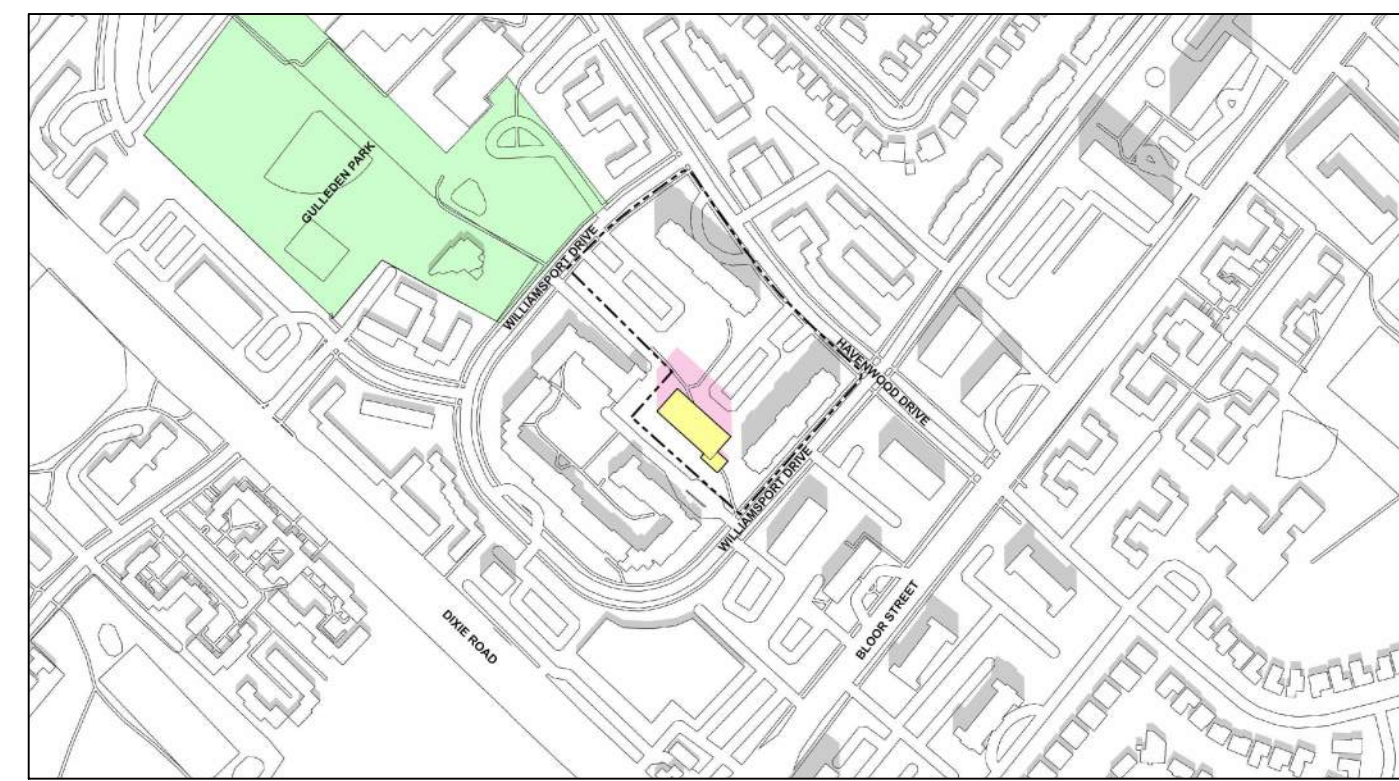 GULLEDEN PARK
WILLIAMSPORT DRIVE
HAVENWOOD DRIVE
WILLIAMSPORT DRIVE
BLOOR STREET
DIXIE ROAD